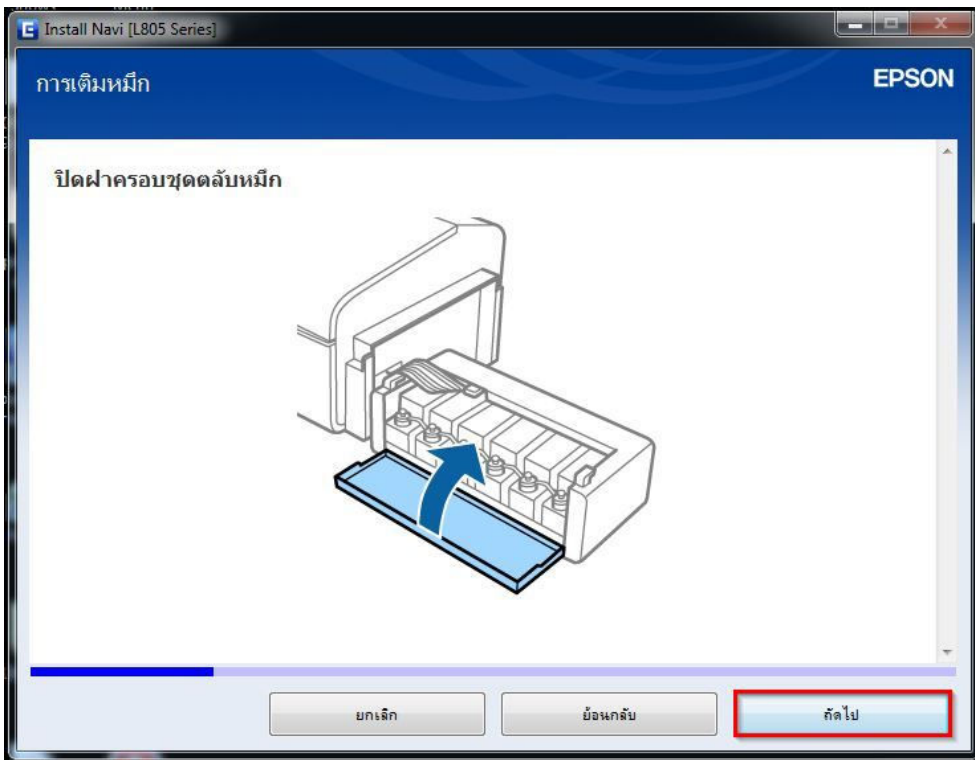 Install Navi [L805 Series]
การเติมหมึก
EPSON
ปิดฝาครอบชุดตลับหมึก
ยกเลิก
ย้อนกลับ
ถัดไป